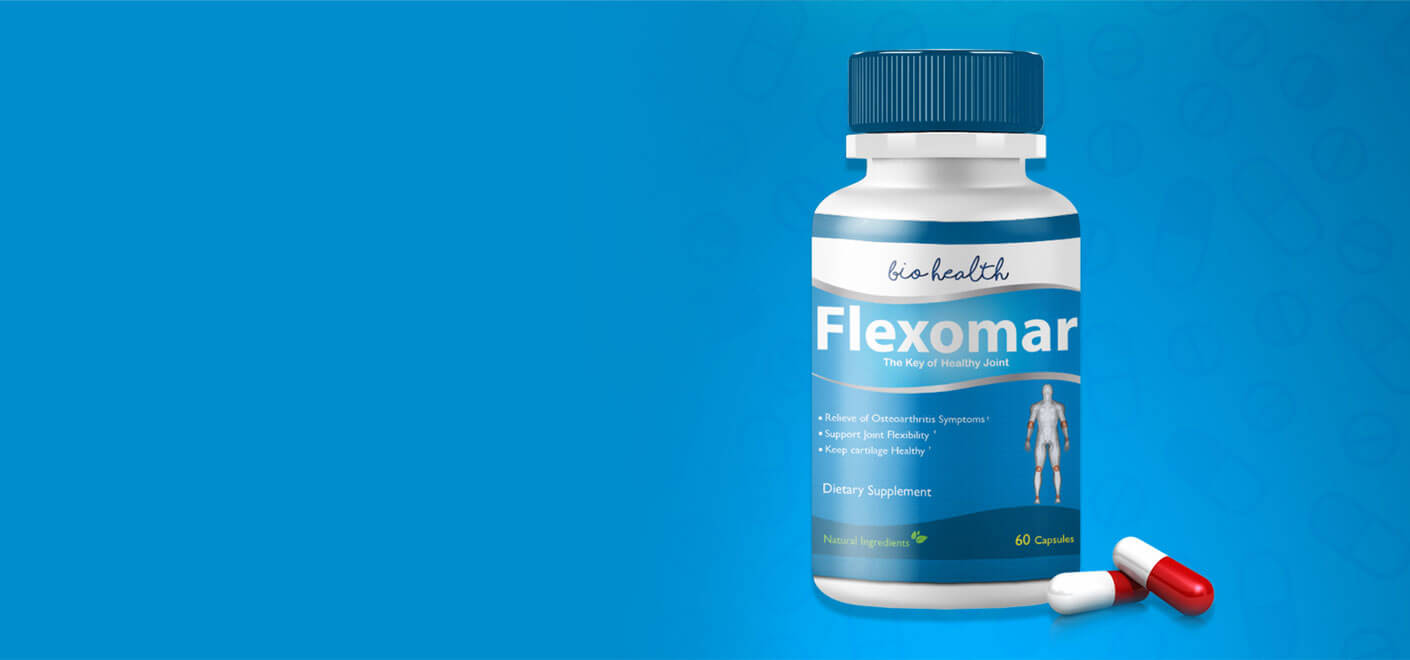 bio health
Flexomar
The Key of Healthy Joint
• Relieve of Osteoarthritis Symptoms
• Support Joint Flexibility
• Keep cartilage Healthy
Dietary Supplement
Natural Ingredients
60 Capsules